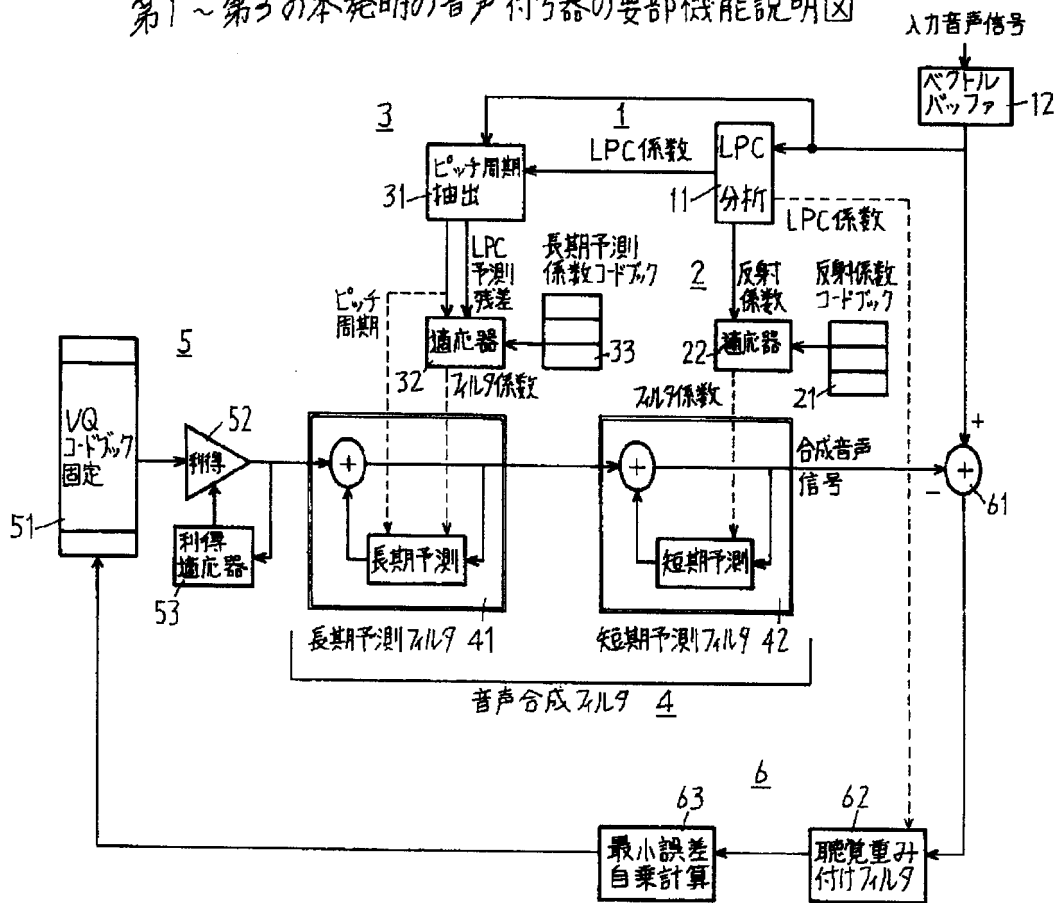 第1～第3の本発明の音声符号器の要部機能説明図
入力音声信号
ベクトル
バッファ
12
3
1
LPC係数
LPC
分析
11
ピッチ周期
抽出
31
LPC係数
LPC
予測
残差
長期予測
係数コードブック
2
反射
係数
反射係数
コードブック
ピッチ
周期
適応器
32
33
適応器
22
21
フィルタ係数
フィルタ係数
5
VQ
コードブック
固定
51
52
利得
利得
適応器
53
+
長期予測
+
短期予測
合成音声
信号
+
-
+
61
長期予測フィルタ 41
短期予測フィルタ 42
音声合成フィルタ 4
6
63
最小誤差
自乗計算
62
聴覚重み
付けフィルタ